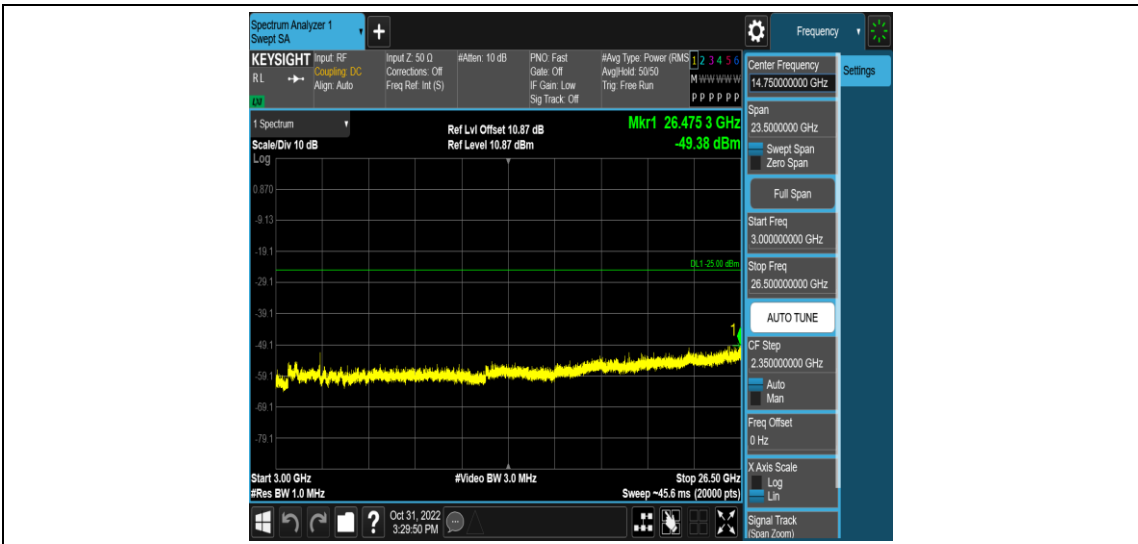 Spectrum Analyzer 1
Swept SA
+
Frequency
KEYSIGHT
RL
LXI
Input: RF
Coupling: DC
Align: Auto
Input Z: 50 Ω
Corrections: Off
Freq Ref: Int (S)
#Atten: 10 dB
PNO: Fast
Gate: Off
IF Gain: Low
Sig Track: Off
#Avg Type: Power (RMS
Avg|Hold: 50/50
Trig: Free Run
1 2 3 4 5 6
M W W W W W
P P P P P P
1 Spectrum
Scale/Div 10 dB
Log
Ref Lvl Offset 10.87 dB
Ref Level 10.87 dBm
Mkr1 26.475 3 GHz
-49.38 dBm
0.870
-9.13
-19.1
DL1 -25.00 dBm
-29.1
-39.1
1
-49.1
-59.1
-69.1
-79.1
Start 3.00 GHz
#Res BW 1.0 MHz
#Video BW 3.0 MHz
Stop 26.50 GHz
Sweep ~45.6 ms (20000 pts)
?
Oct 31, 2022
3:29:50 PM
Center Frequency
14.750000000 GHz
Settings
Span
23.5000000 GHz
Swept Span
Zero Span
Full Span
Start Freq
3.000000000 GHz
Stop Freq
26.500000000 GHz
AUTO TUNE
CF Step
2.350000000 GHz
Auto
Man
Freq Offset
0 Hz
X Axis Scale
Log
Lin
Signal Track
(Span Zoom)